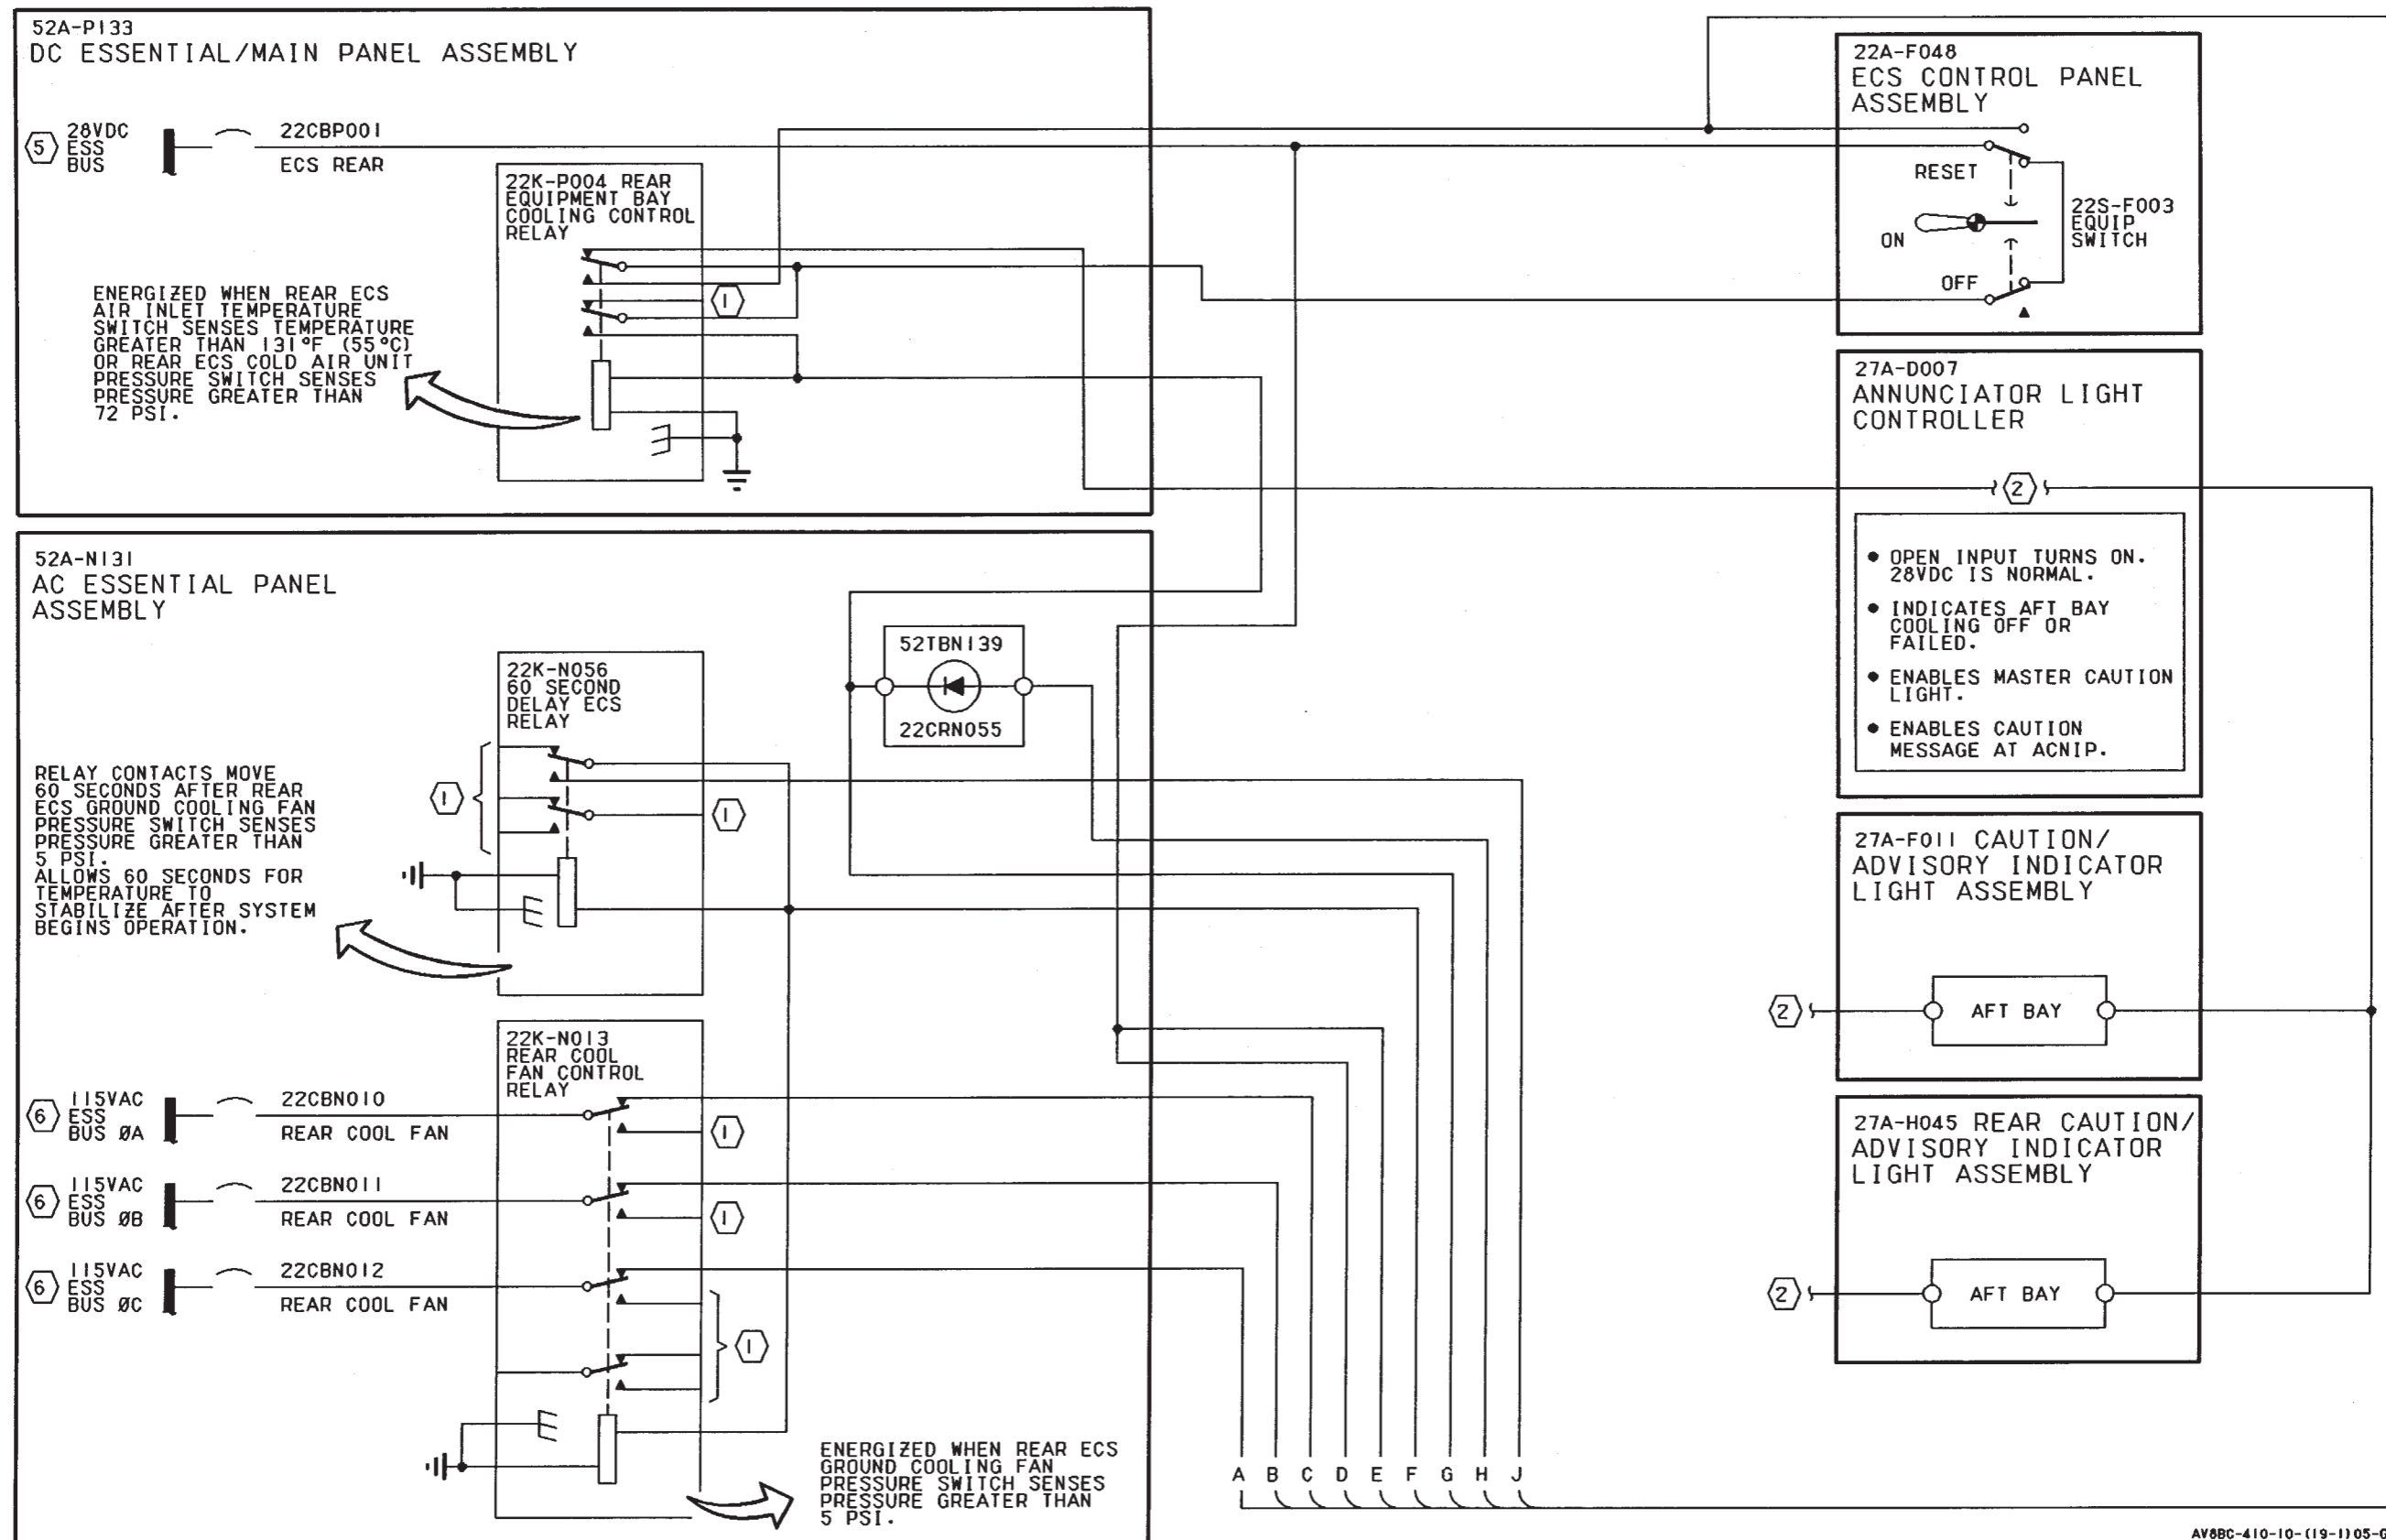 52A-P133
DC ESSENTIAL/MAIN PANEL ASSEMBLY
5
28VDC
ESS
BUS
22CBP001
ECS REAR
22K-P004 REAR
EQUIPMENT BAY
COOLING CONTROL
RELAY
1
ENERGIZED WHEN REAR ECS
AIR INLET TEMPERATURE
SWITCH SENSES TEMPERATURE
GREATER THAN 131°F (55°C)
OR REAR ECS COLD AIR UNIT
PRESSURE SWITCH SENSES
PRESSURE GREATER THAN
72 PSI.
22A-F048
ECS CONTROL PANEL
ASSEMBLY
RESET
ON
OFF
22S-F003
EQUIP
SWITCH
27A-D007
ANNUNCIATOR LIGHT
CONTROLLER
2
● OPEN INPUT TURNS ON.
28VDC IS NORMAL.
● INDICATES AFT BAY
COOLING OFF OR
FAILED.
● ENABLES MASTER CAUTION
LIGHT.
● ENABLES CAUTION
MESSAGE AT ACNIP.
52A-N131
AC ESSENTIAL PANEL
ASSEMBLY
52TBN139
22CRN055
22K-N056
60 SECOND
DELAY ECS
RELAY
1
1
RELAY CONTACTS MOVE
60 SECONDS AFTER REAR
ECS GROUND COOLING FAN
PRESSURE SWITCH SENSES
PRESSURE GREATER THAN
5 PSI.
ALLOWS 60 SECONDS FOR
TEMPERATURE TO
STABILIZE AFTER SYSTEM
BEGINS OPERATION.
27A-F011 CAUTION/
ADVISORY INDICATOR
LIGHT ASSEMBLY
2
AFT BAY
22K-N013
REAR COOL
FAN CONTROL
RELAY
6
115VAC
ESS
BUS ØA
22CBN010
REAR COOL FAN
1
6
115VAC
ESS
BUS ØB
22CBN011
REAR COOL FAN
1
6
115VAC
ESS
BUS ØC
22CBN012
REAR COOL FAN
1
27A-H045 REAR CAUTION/
ADVISORY INDICATOR
LIGHT ASSEMBLY
2
AFT BAY
ENERGIZED WHEN REAR ECS
GROUND COOLING FAN
PRESSURE SWITCH SENSES
PRESSURE GREATER THAN
5 PSI.
A B C D E F G H J
AV8BC-410-10-(19-1)05-0